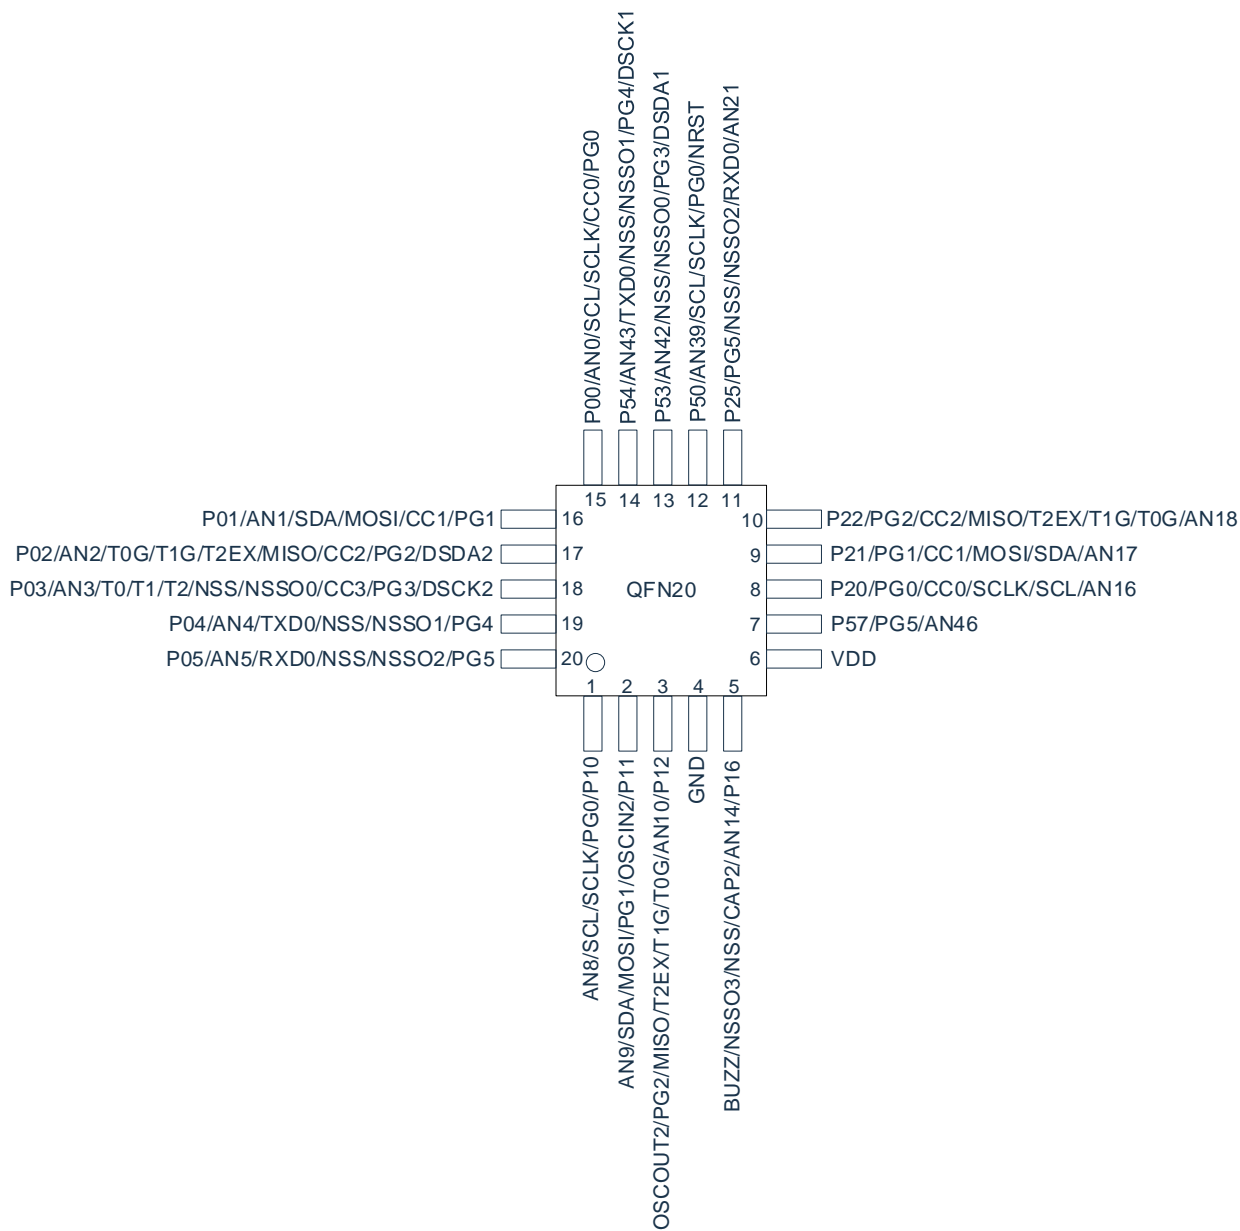 P00/AN0/SCL/SCLK/CC0/PG0
P54/AN43/TXD0/NSS/NSSO1/PG4/DSCK1
P53/AN42/NSS/NSSO0/PG3/DSDA1
P50/AN39/SCL/SCLK/PG0/NRST
P25/PG5/NSS/NSSO2/RXD0/AN21
15 14 13 12 11
P01/AN1/SDA/MOSI/CC1/PG1 16
10 P22/PG2/CC2/MISO/T2EX/T1G/T0G/AN18
P02/AN2/T0G/T1G/T2EX/MISO/CC2/PG2/DSDA2 17
9 P21/PG1/CC1/MOSI/SDA/AN17
P03/AN3/T0/T1/T2/NSS/NSSO0/CC3/PG3/DSCK2 18
QFN20
8 P20/PG0/CC0/SCLK/SCL/AN16
P04/AN4/TXD0/NSS/NSSO1/PG4 19
7 P57/PG5/AN46
P05/AN5/RXD0/NSS/NSSO2/PG5 20
6 VDD
1 2 3 4 5
AN8/SCL/SCLK/PG0/P10
AN9/SDA/MOSI/PG1/OSCIN2/P11
OSCOUT2/PG2/MISO/T2EX/T1G/T0G/AN10/P12
GND
BUZZ/NSSO3/NSS/CAP2/AN14/P16